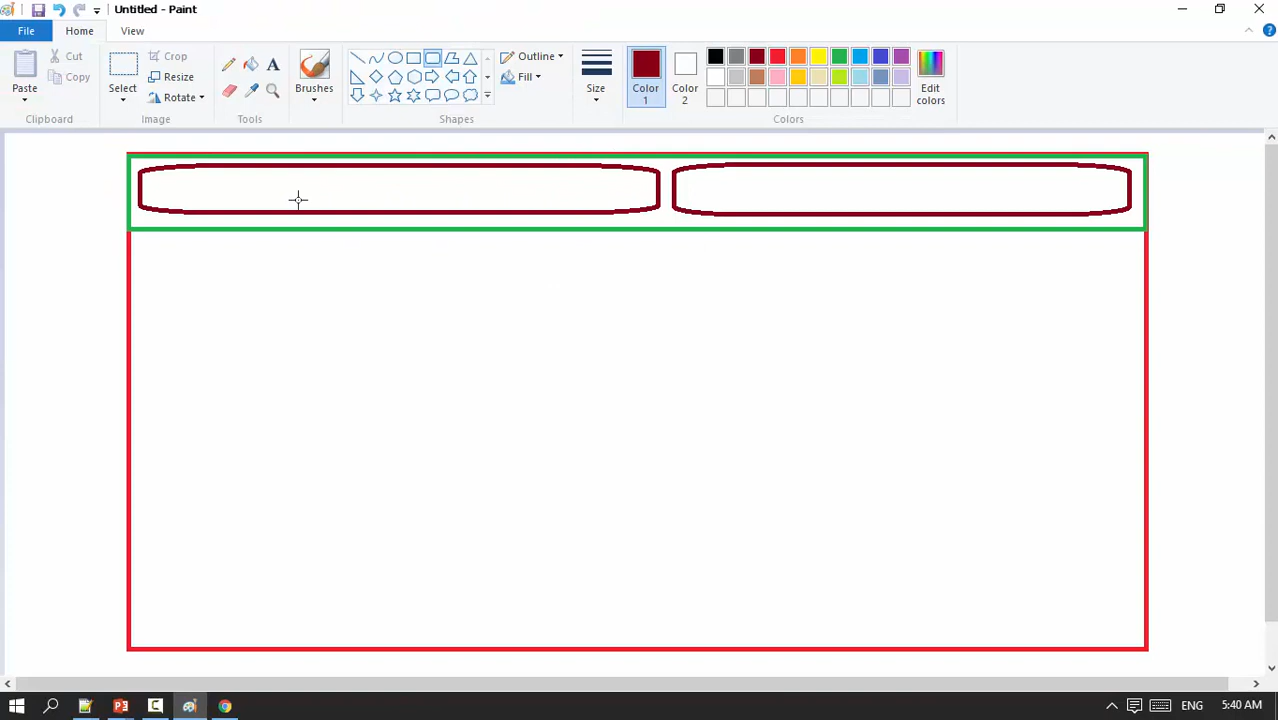 Untitled - Paint
File Home View
Paste
Cut
Copy
Clipboard
Select
Crop
Resize
Rotate
Image
A
Tools
Brushes
Outline
Fill
Shapes
Size
Color
1
Color
2
Edit
colors
Colors
ENG 5:40 AM